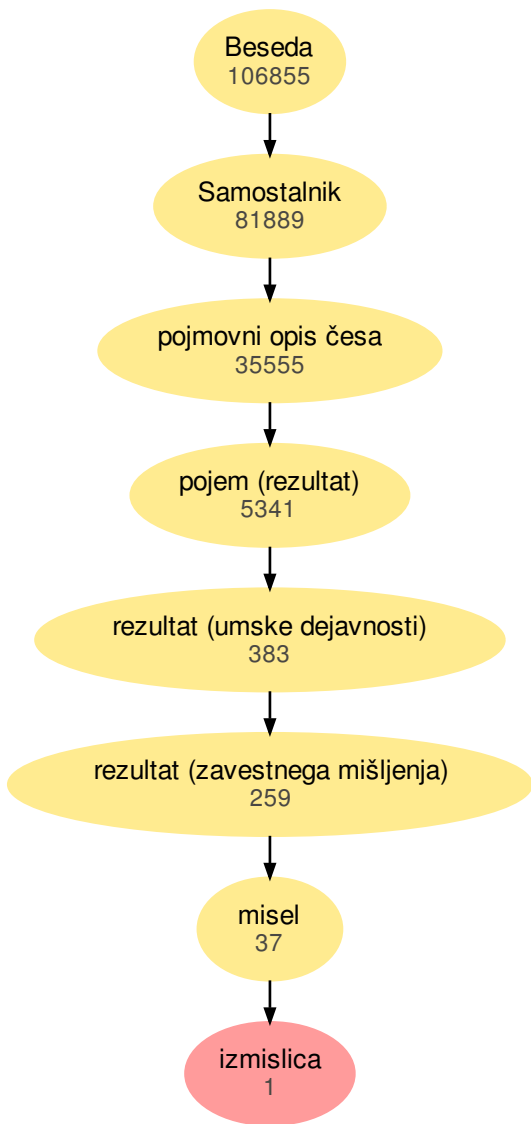 Beseda
106855
Samostalnik
81889
pojmovni opis česa
35555
pojem (rezultat)
5341
rezultat (umske dejavnosti)
383
rezultat (zavestnega mišljenja)
259
misel
37
izmislica
1